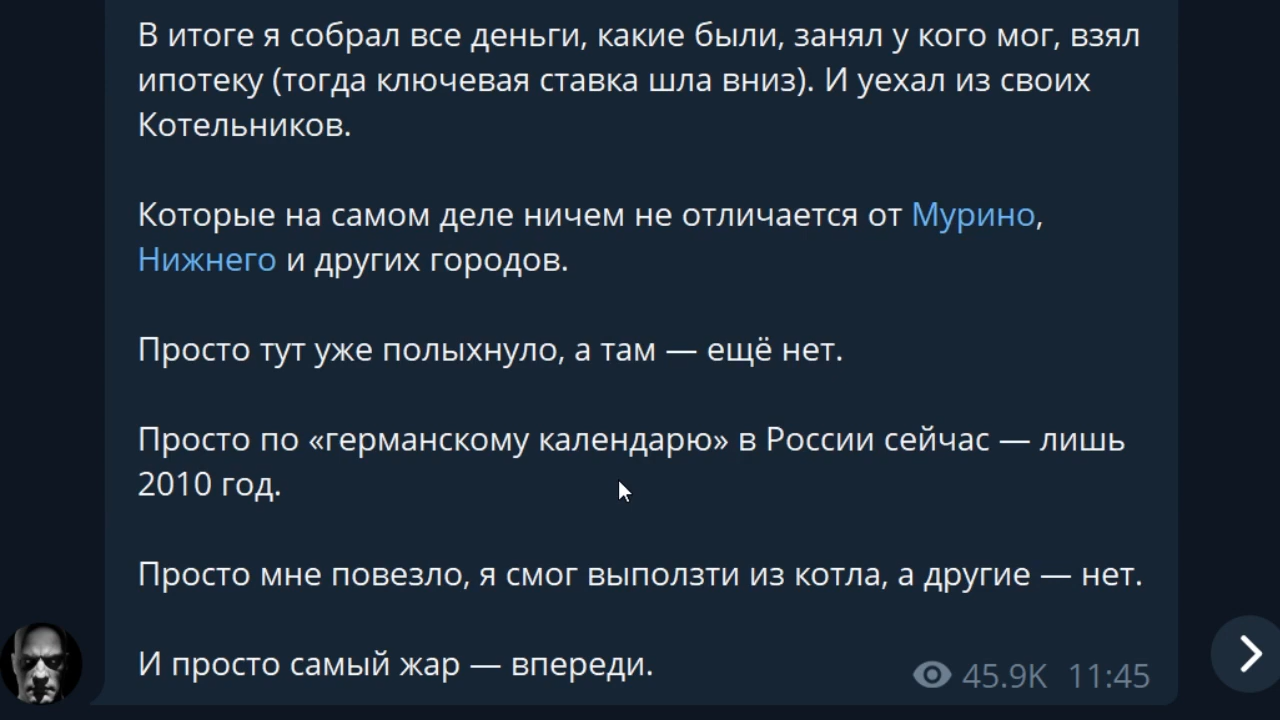 В итоге я собрал все деньги, какие были, занял у кого мог, взял
ипотеку (тогда ключевая ставка шла вниз). И уехал из своих
Котельников.
Которые на самом деле ничем не отличается от Мурино,
Нижнего и других городов.
Просто тут уже полыхнуло, а там — ещё нет.
Просто по «германскому календарю» в России сейчас — лишь
2010 год.
Просто мне повезло, я смог выползти из котла, а другие — нет.
И просто самый жар — впереди.
45.9K 11:45